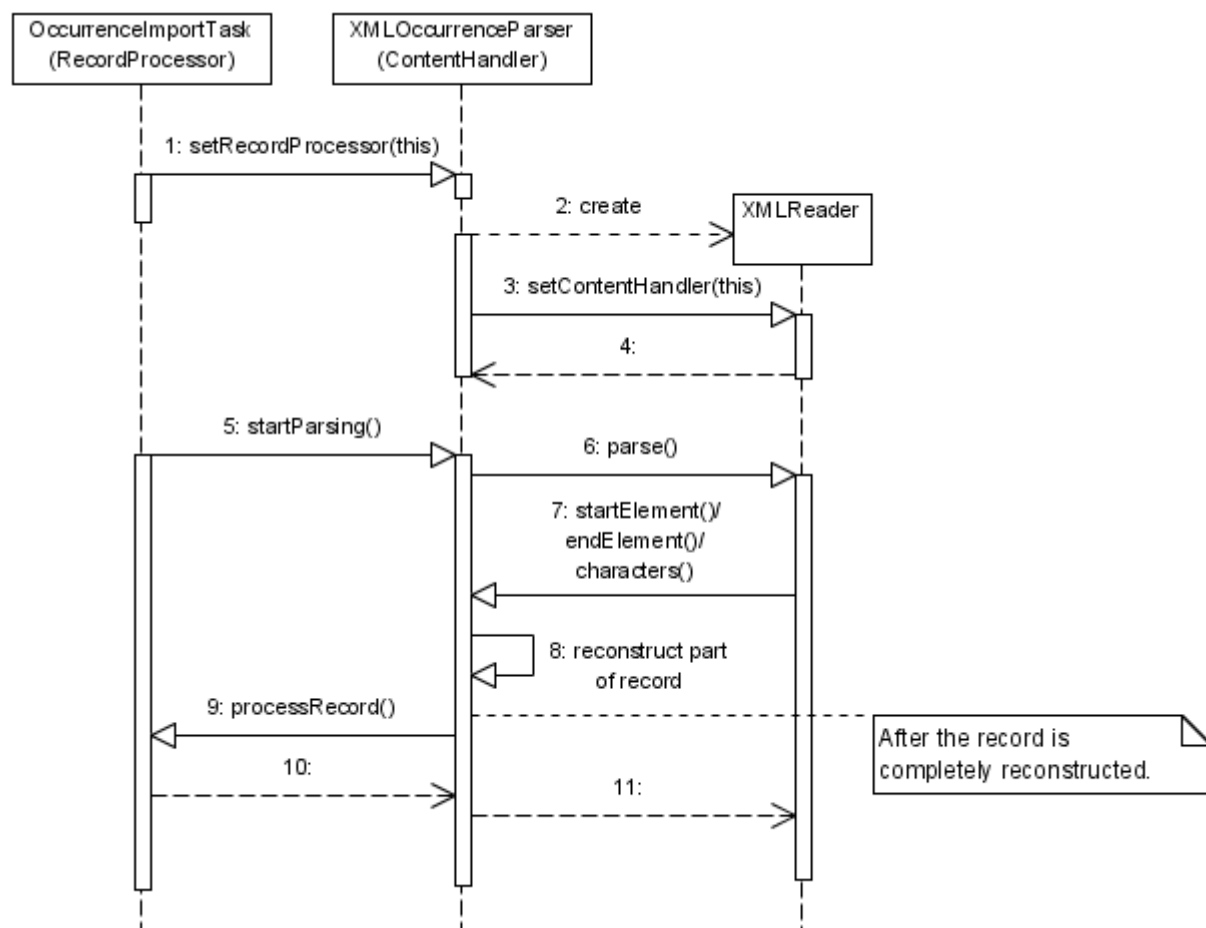 OccurrenceImportTask
(RecordProcessor)
XMLOccurrenceParser
(ContentHandler)
1: setRecordProcessor(this)
2: create
XMLReader
3: setContentHandler(this)
4:
5: startParsing()
6: parse()
7: startElement()/
endElement()/
characters()
8: reconstruct part
of record
9: processRecord()
After the record is
completely reconstructed.
10:
11: